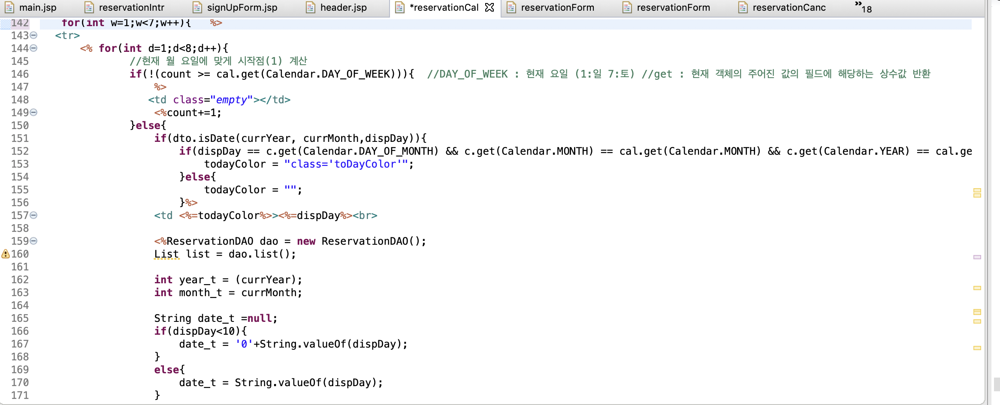 main.jsp reservationIntr signUpForm.jsp header.jsp *reservationCal reservationForm reservationForm reservationCanc »18
142 for(int w=1;w<7;w++){ %>
143 <tr>
144 <% for(int d=1;d<8;d++){
145 //현재 월 요일에 맞게 시작점(1) 계산
146 if(!(count >= cal.get(Calendar.DAY_OF_WEEK))){ //DAY_OF_WEEK : 현재 요일 (1:일 7:토) //get : 현재 객체의 주어진 값의 필드에 해당하는 상수값 반환
147 %>
148 <td class="empty"></td>
149 <%count+=1;
150 }else{
151 if(dto.isDate(currYear, currMonth,dispDay)){
152 if(dispDay == c.get(Calendar.DAY_OF_MONTH) && c.get(Calendar.MONTH) == cal.get(Calendar.MONTH) && c.get(Calendar.YEAR) == cal.ge
153 todayColor = "class='toDayColor'";
154 }else{
155 todayColor = "";
156 }%>
157 <td <%=todayColor%>><%=dispDay%><br>
158
159 <%ReservationDAO dao = new ReservationDAO();
160 List list = dao.list();
161
162 int year_t = (currYear);
163 int month_t = currMonth;
164
165 String date_t =null;
166 if(dispDay<10){
167 date_t = '0'+String.valueOf(dispDay);
168 }
169 else{
170 date_t = String.valueOf(dispDay);
171 }